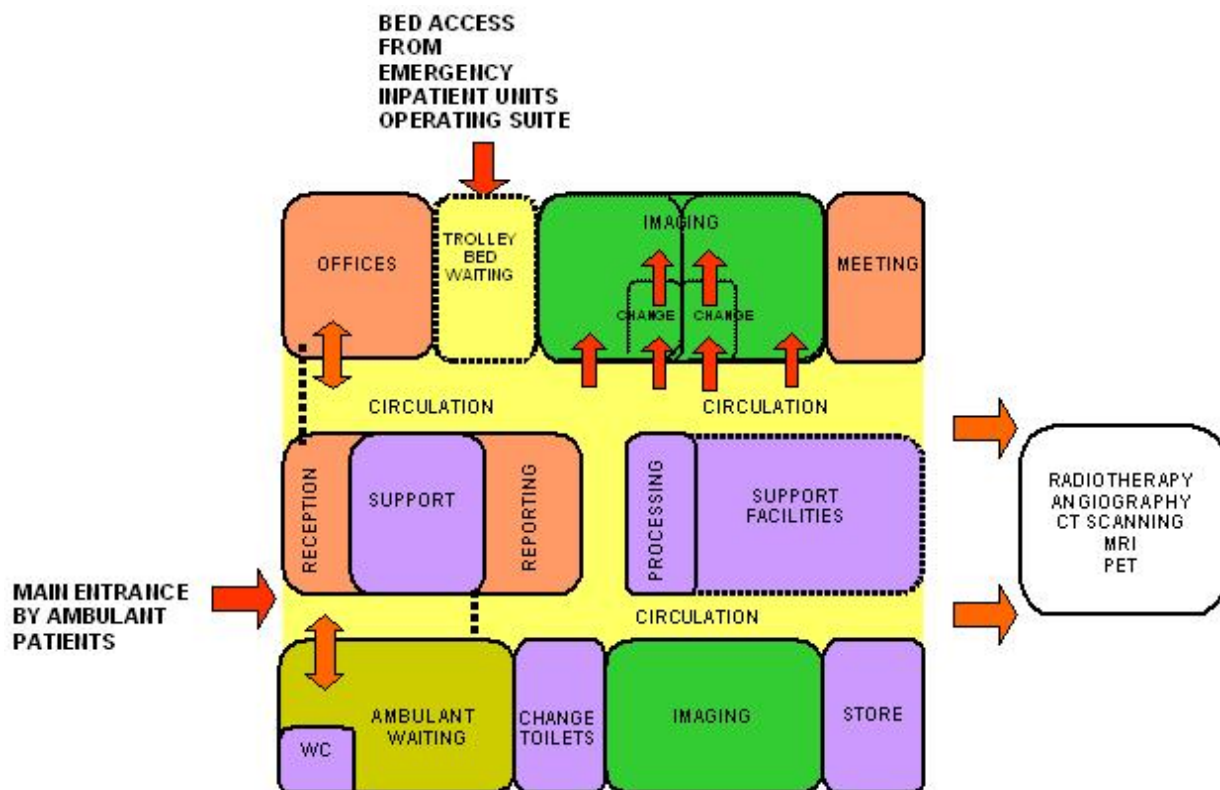 BED ACCESS
FROM
EMERGENCY
INPATIENT UNITS
OPERATING SUITE
OFFICES
TROLLEY
BED
WAITING
IMAGING
CHANGE
CHANGE
MEETING
CIRCULATION
CIRCULATION
RECEPTION
SUPPORT
REPORTING
PROCESSING
SUPPORT
FACILITIES
RADIOTHERAPY
ANGIOGRAPHY
CT SCANNING
MRI
PET
MAIN ENTRANCE
BY AMBULANT
PATIENTS
CIRCULATION
AMBULANT
WAITING
WC
CHANGE
TOILETS
IMAGING
STORE